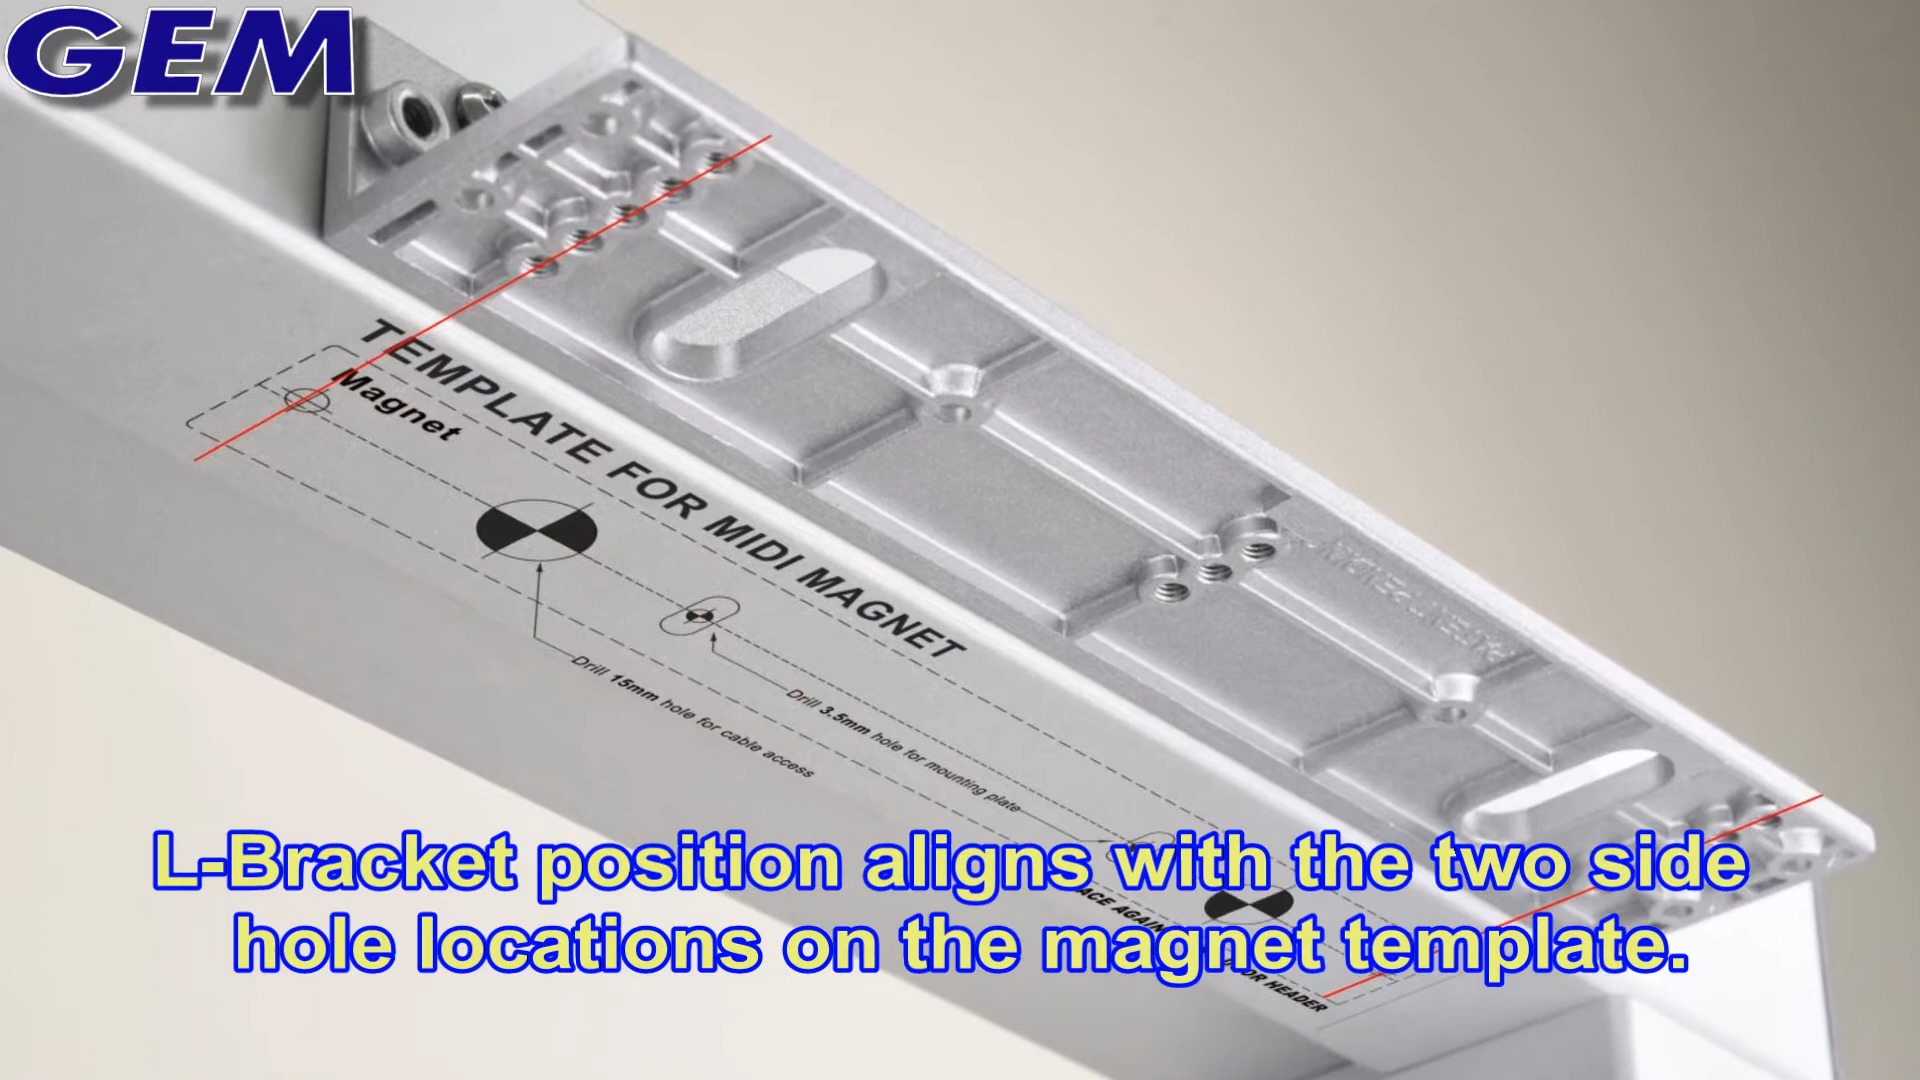 GEM
TEMPLATE FOR MIDI MAGNET
Magnet
Drill 15mm hole for cable access
Drill 3.5mm hole for mounting plate
L-Bracket position aligns with the two side
hole locations on the magnet template.
HEADER